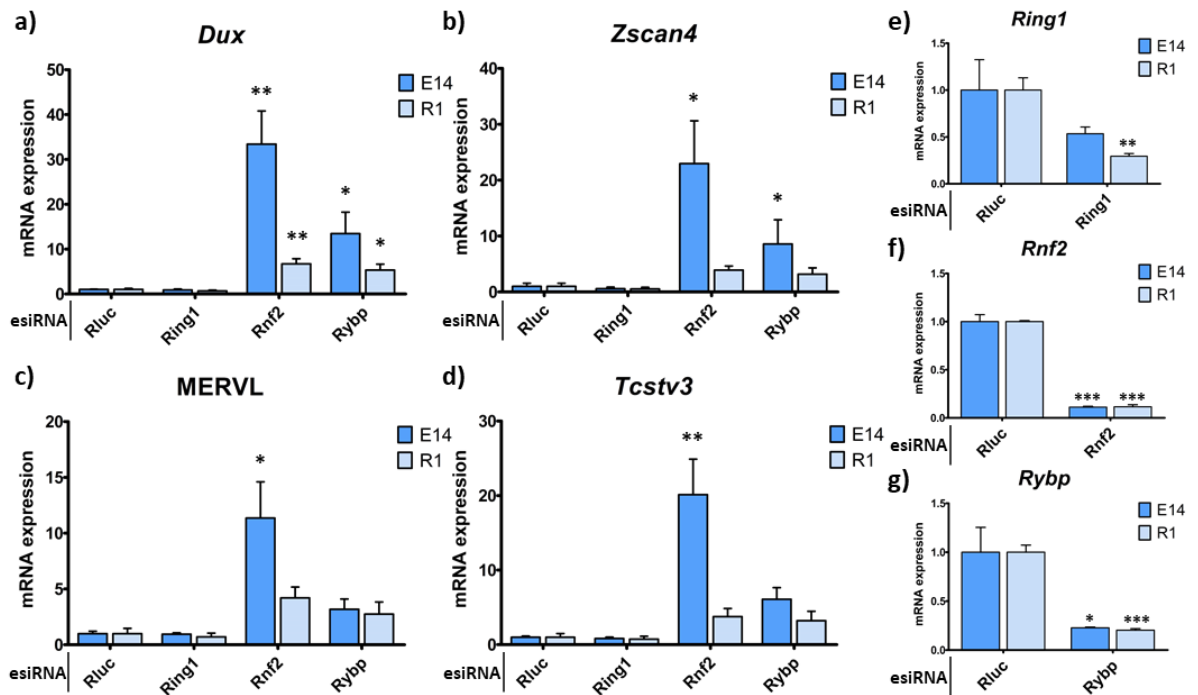 a)
Dux
mRNA expression
50
40
30
20
10
0
**
**
*
*
E14
R1
esiRNA
Rluc
Ring1
Rnf2
Rybp
b)
Zscan4
mRNA expression
40
30
20
10
0
*
*
E14
R1
esiRNA
Rluc
Ring1
Rnf2
Rybp
c)
MERVL
mRNA expression
20
15
10
5
0
*
E14
R1
esiRNA
Rluc
Ring1
Rnf2
Rybp
d)
Tcstv3
mRNA expression
30
20
10
0
**
E14
R1
esiRNA
Rluc
Ring1
Rnf2
Rybp
e)
Ring1
mRNA expression
1.5
1.0
0.5
0.0
**
E14
R1
esiRNA
Rluc
Ring1
f)
Rnf2
mRNA expression
1.5
1.0
0.5
0.0
*** ***
E14
R1
esiRNA
Rluc
Rnf2
g)
Rybp
mRNA expression
1.5
1.0
0.5
0.0
* ***
E14
R1
esiRNA
Rluc
Rybp